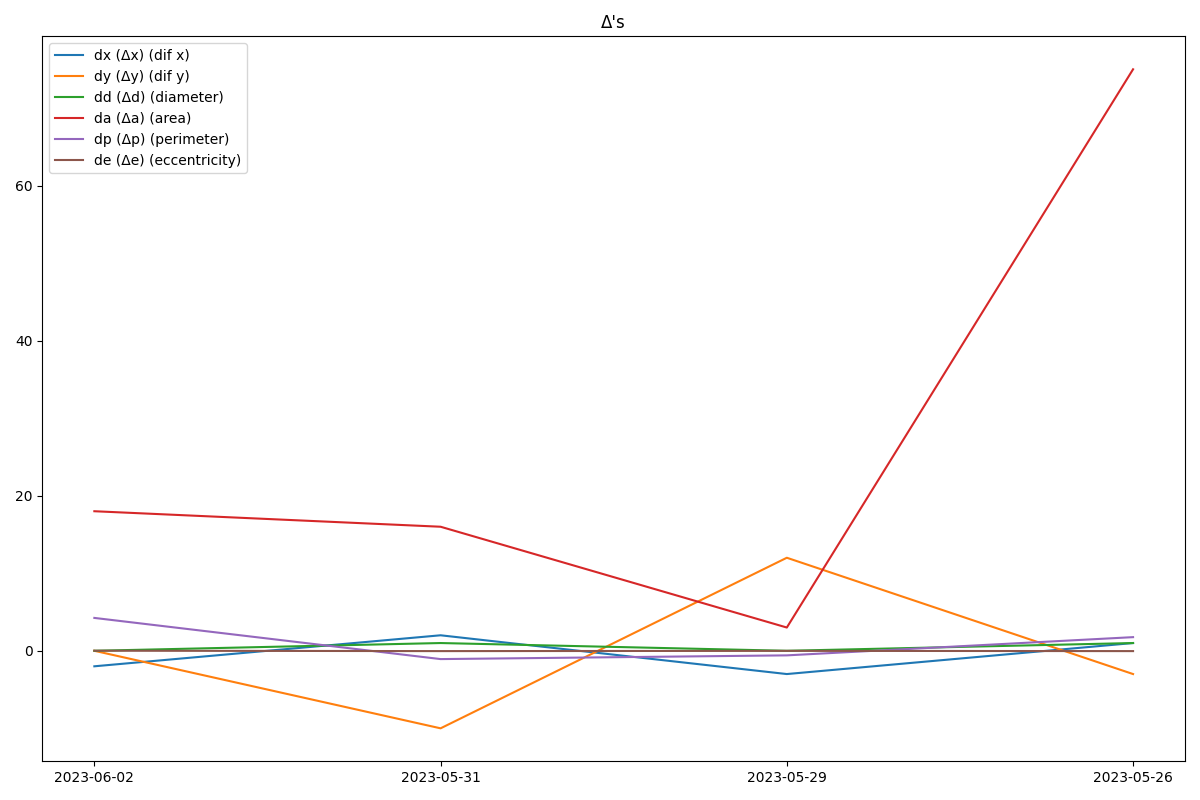 Δ's
dx (Δx) (dif x)
dy (Δy) (dif y)
dd (Δd) (diameter)
da (Δa) (area)
dp (Δp) (perimeter)
de (Δe) (eccentricity)
60
40
20
0
2023-06-02 2023-05-31 2023-05-29 2023-05-26